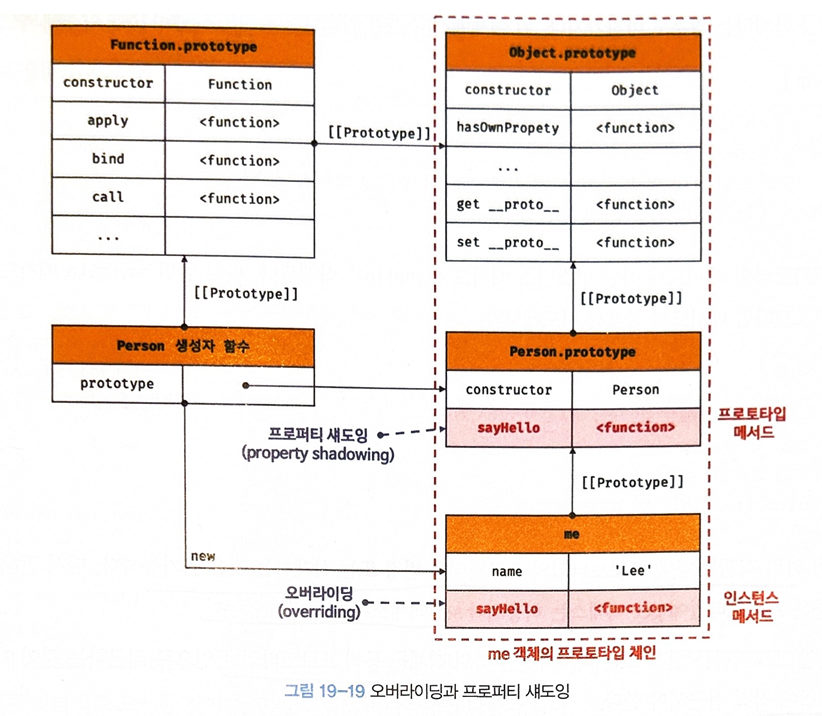 Function.prototype
constructor Function
apply <function>
bind <function>
call <function>
...
[[Prototype]]
Object.prototype
constructor Object
hasOwnPropety <function>
...
get __proto__ <function>
set __proto__ <function>
[[Prototype]]
[[Prototype]]
Person 생성자 함수
prototype
Person.prototype
constructor Person
sayHello <function>
프로토타입
메서드
프로퍼티 섀도잉
(property shadowing)
[[Prototype]]
new
me
name 'Lee'
sayHello <function>
오버라이딩
(overriding)
인스턴스
메서드
me 객체의 프로토타입 체인
그림 19-19 오버라이딩과 프로퍼티 섀도잉